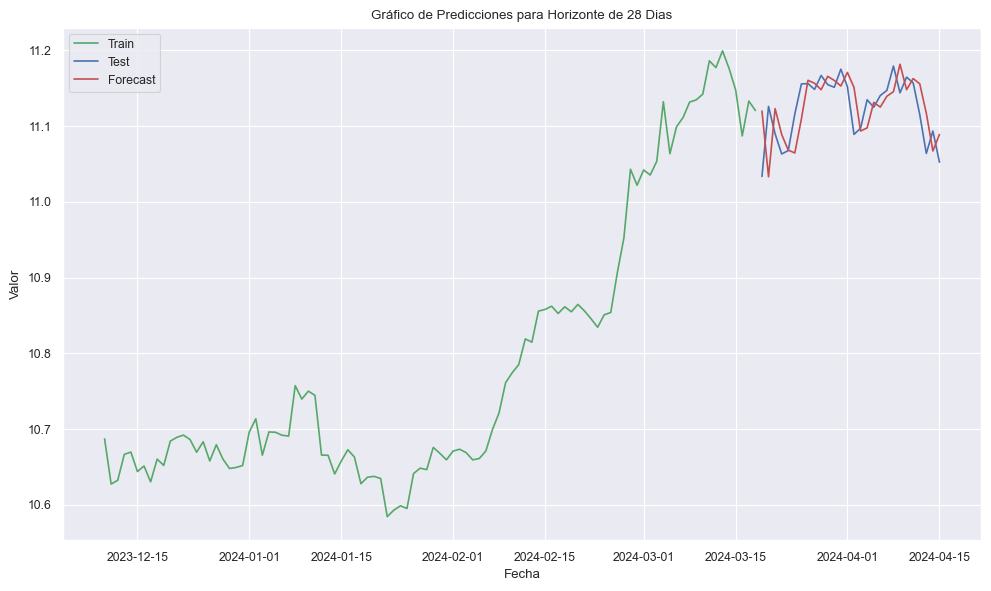 Gráfico de Predicciones para Horizonte de 28 Dias
Train
Test
Forecast
Valor
11.2
11.1
11.0
10.9
10.8
10.7
10.6
2023-12-15
2024-01-01
2024-01-15
2024-02-01
2024-02-15
2024-03-01
2024-03-15
2024-04-01
2024-04-15
Fecha